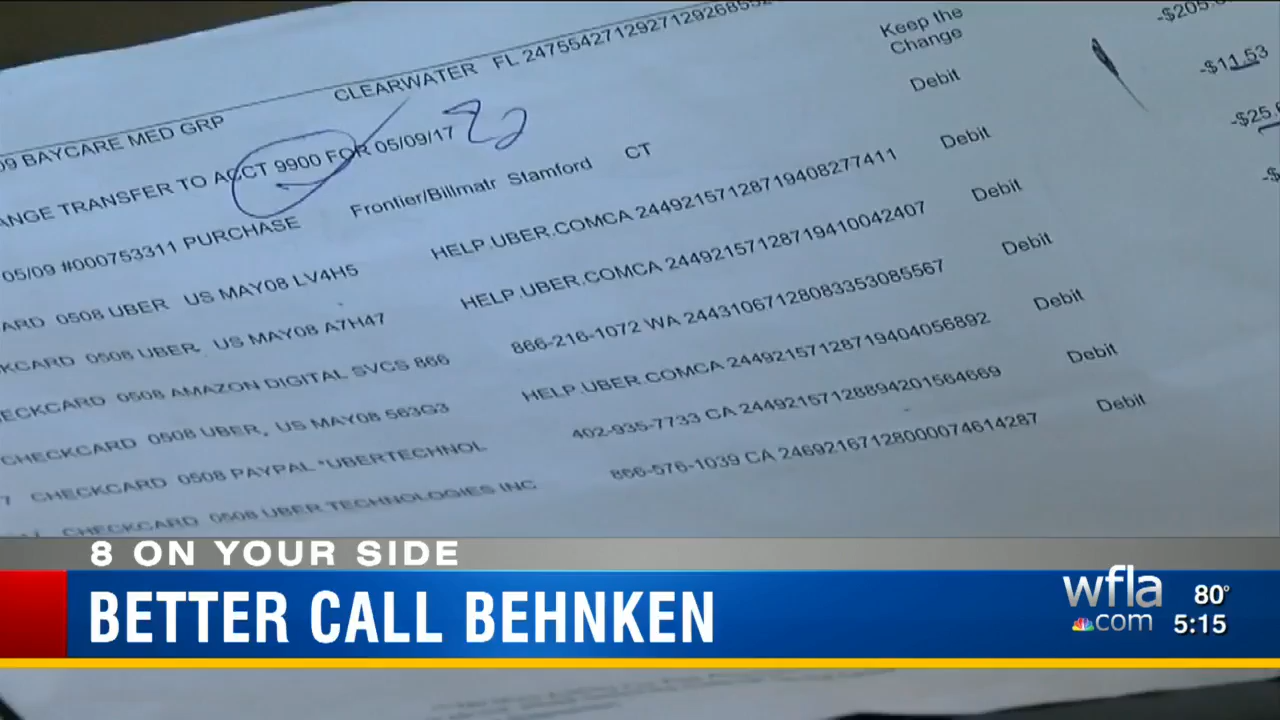 09 BAYCARE MED GRP CLEARWATER FL 24755427129271292685 Keep the Change -$205.
ANGE TRANSFER TO ACCT 9900 FOR 05/09/17 Debit -$11.53
05/09 #000753311 PURCHASE Frontier/Billmatr Stamford CT Debit -$25.
ARD 0508 UBER US MAY08 LV4H5 HELP.UBER.COMCA 24492157128719408277411 Debit -$
KCARD 0508 UBER US MAY08 A7H47 HELP.UBER.COMCA 24492157128719410042407 Debit
ECKCARD 0508 AMAZON DIGITAL SVCS 866 866-216-1072 WA 24431067128083353085567 Debit
CHECKCARD 0508 UBER US MAY08 563G3 HELP.UBER.COMCA 24492157128719404056892 Debit
7 CHECKCARD 0508 PAYPAL *UBERTECHNOL 402-935-7733 CA 24492157128894201564669 Debit
CHECKCARD 0508 UBER TECHNOLOGIES INC 866-576-1039 CA 24692167128000074614287 Debit
8 ON YOUR SIDE
BETTER CALL BEHNKEN
wfla .com
80°
5:15